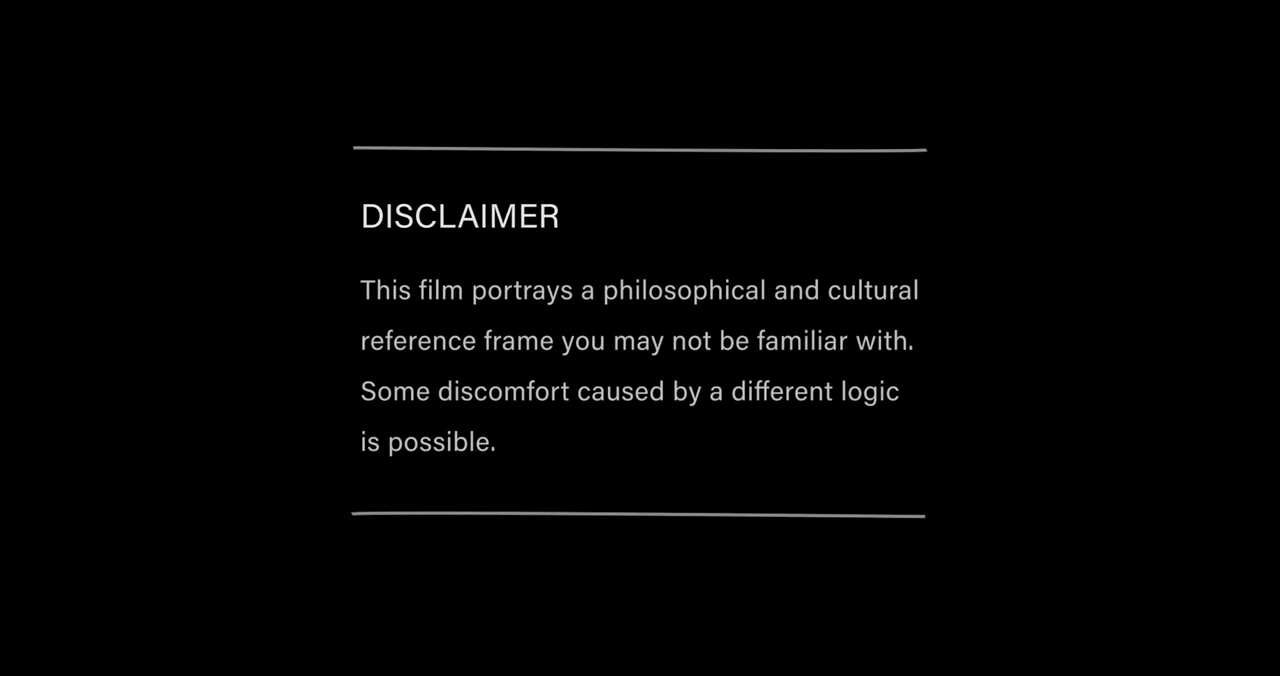 DISCLAIMER
This film portrays a philosophical and cultural
reference frame you may not be familiar with.
Some discomfort caused by a different logic
is possible.